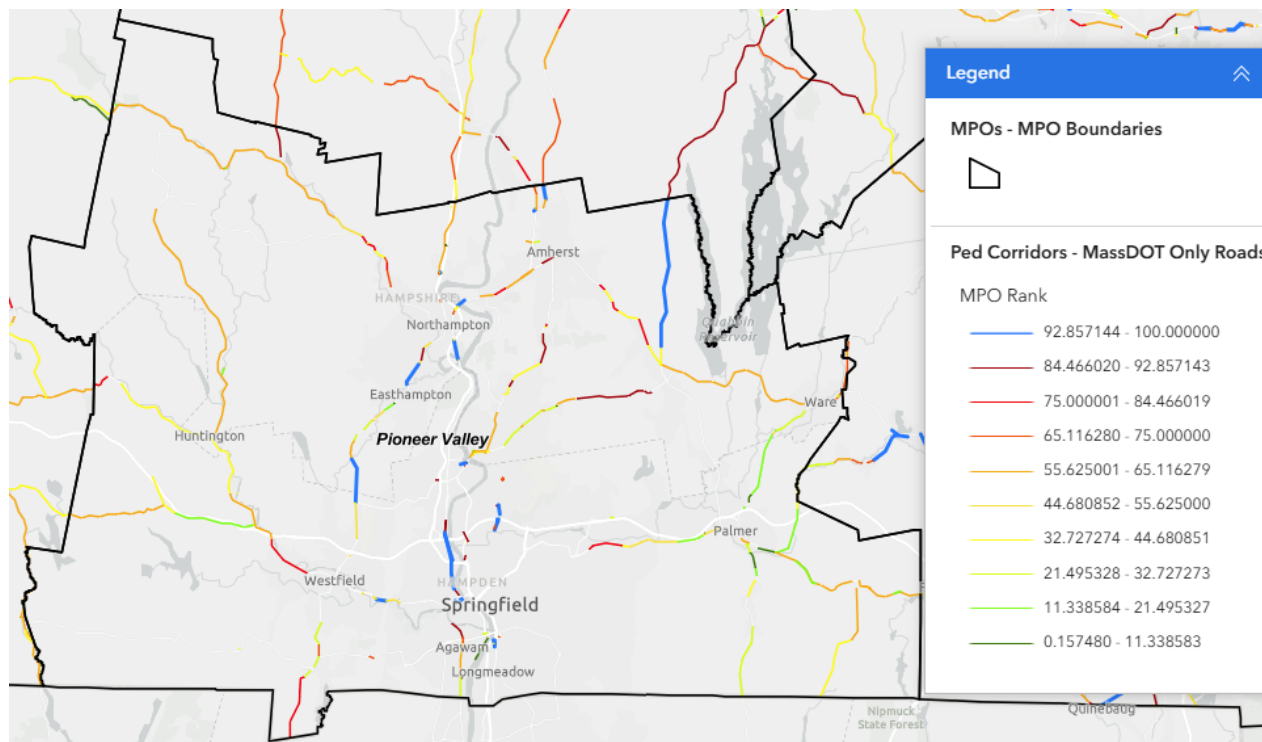 Legend
MPOs - MPO Boundaries
Ped Corridors - MassDOT Only Roads
MPO Rank
92.857144 - 100.000000
84.466020 - 92.857143
75.000001 - 84.466019
65.116280 - 75.000000
55.625001 - 65.116279
44.680852 - 55.625000
32.727274 - 44.680851
21.495328 - 32.727273
11.338584 - 21.495327
0.157480 - 11.338583
Amherst
HAMPSHIRE
Northampton
Quabbin
Reservoir
Easthampton
Ware
Huntington
Pioneer Valley
Palmer
Westfield
HAMPDEN
Springfield
Agawam
Longmeadow
Nipmuck
State Forest
Quinebaug